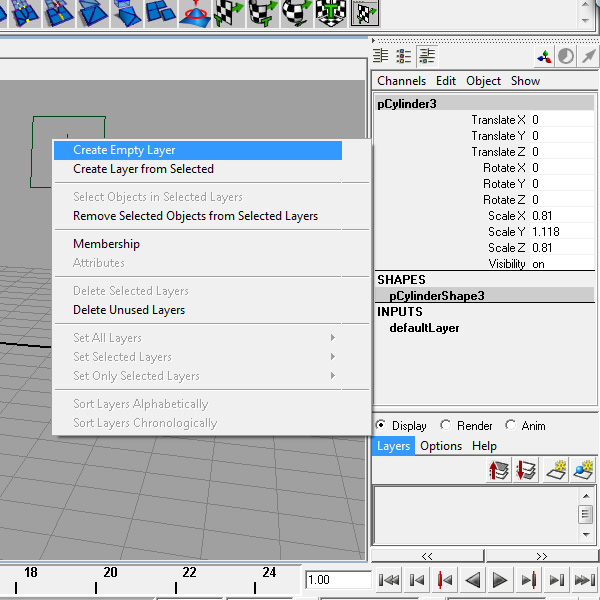 Channels Edit Object Show
pCylinder3
Translate X 0
Translate Y 0
Translate Z 0
Rotate X 0
Rotate Y 0
Rotate Z 0
Scale X 0.81
Scale Y 1.118
Scale Z 0.81
Visibility on
SHAPES
pCylinderShape3
INPUTS
defaultLayer
Create Empty Layer
Create Layer from Selected
Select Objects in Selected Layers
Remove Selected Objects from Selected Layers
Membership
Attributes
Delete Selected Layers
Delete Unused Layers
Set All Layers
Set Selected Layers
Set Only Selected Layers
Sort Layers Alphabetically
Sort Layers Chronologically
Display Render Anim
Layers Options Help
<< >>
18 20 22 24
1.00